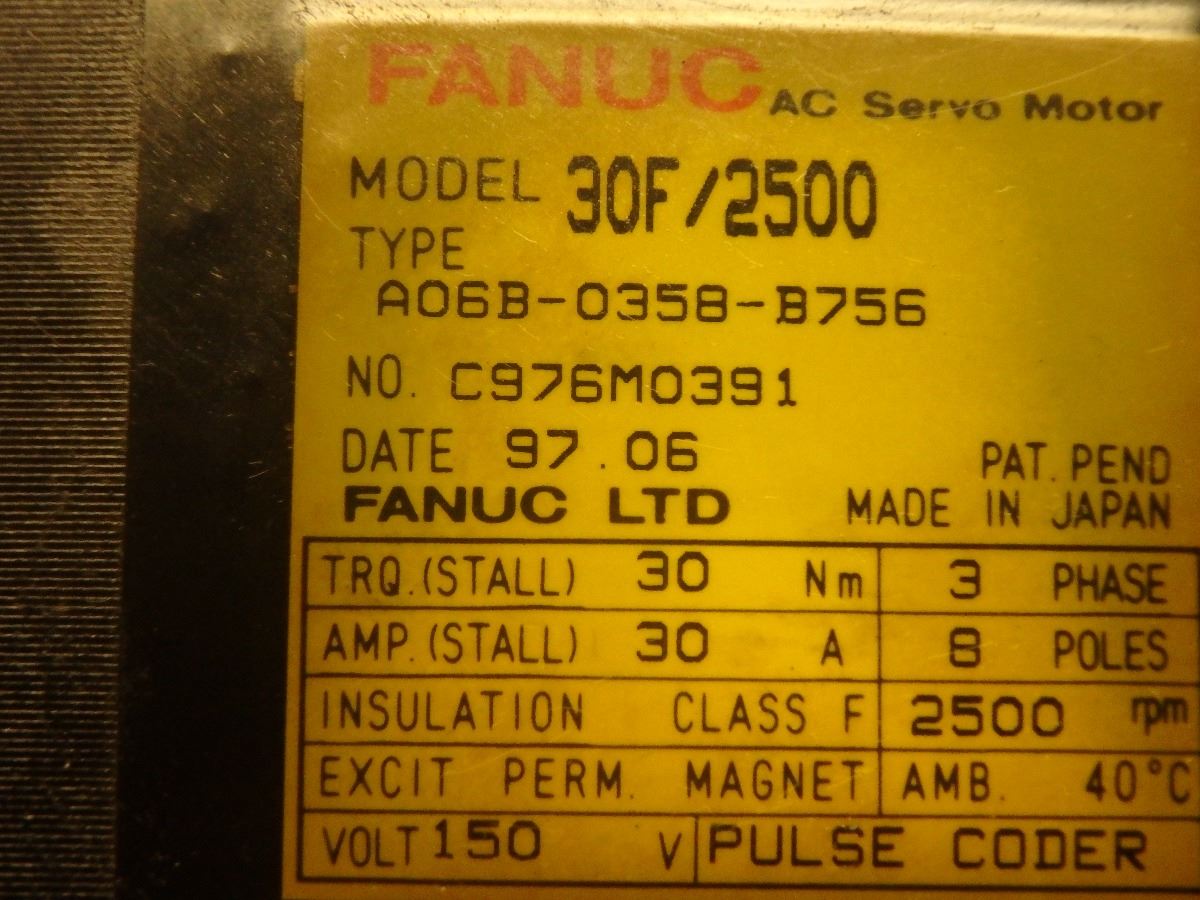 FANUC AC Servo Motor
MODEL 30F/2500
TYPE
A06B-0358-B756
NO. C976M0391
DATE 97.06
PAT. PEND
FANUC LTD MADE IN JAPAN
TRQ.(STALL) 30 Nm 3 PHASE
AMP.(STALL) 30 A 8 POLES
INSULATION CLASS F 2500 rpm
EXCIT PERM. MAGNET AMB. 40°C
VOLT 150 V PULSE CODER